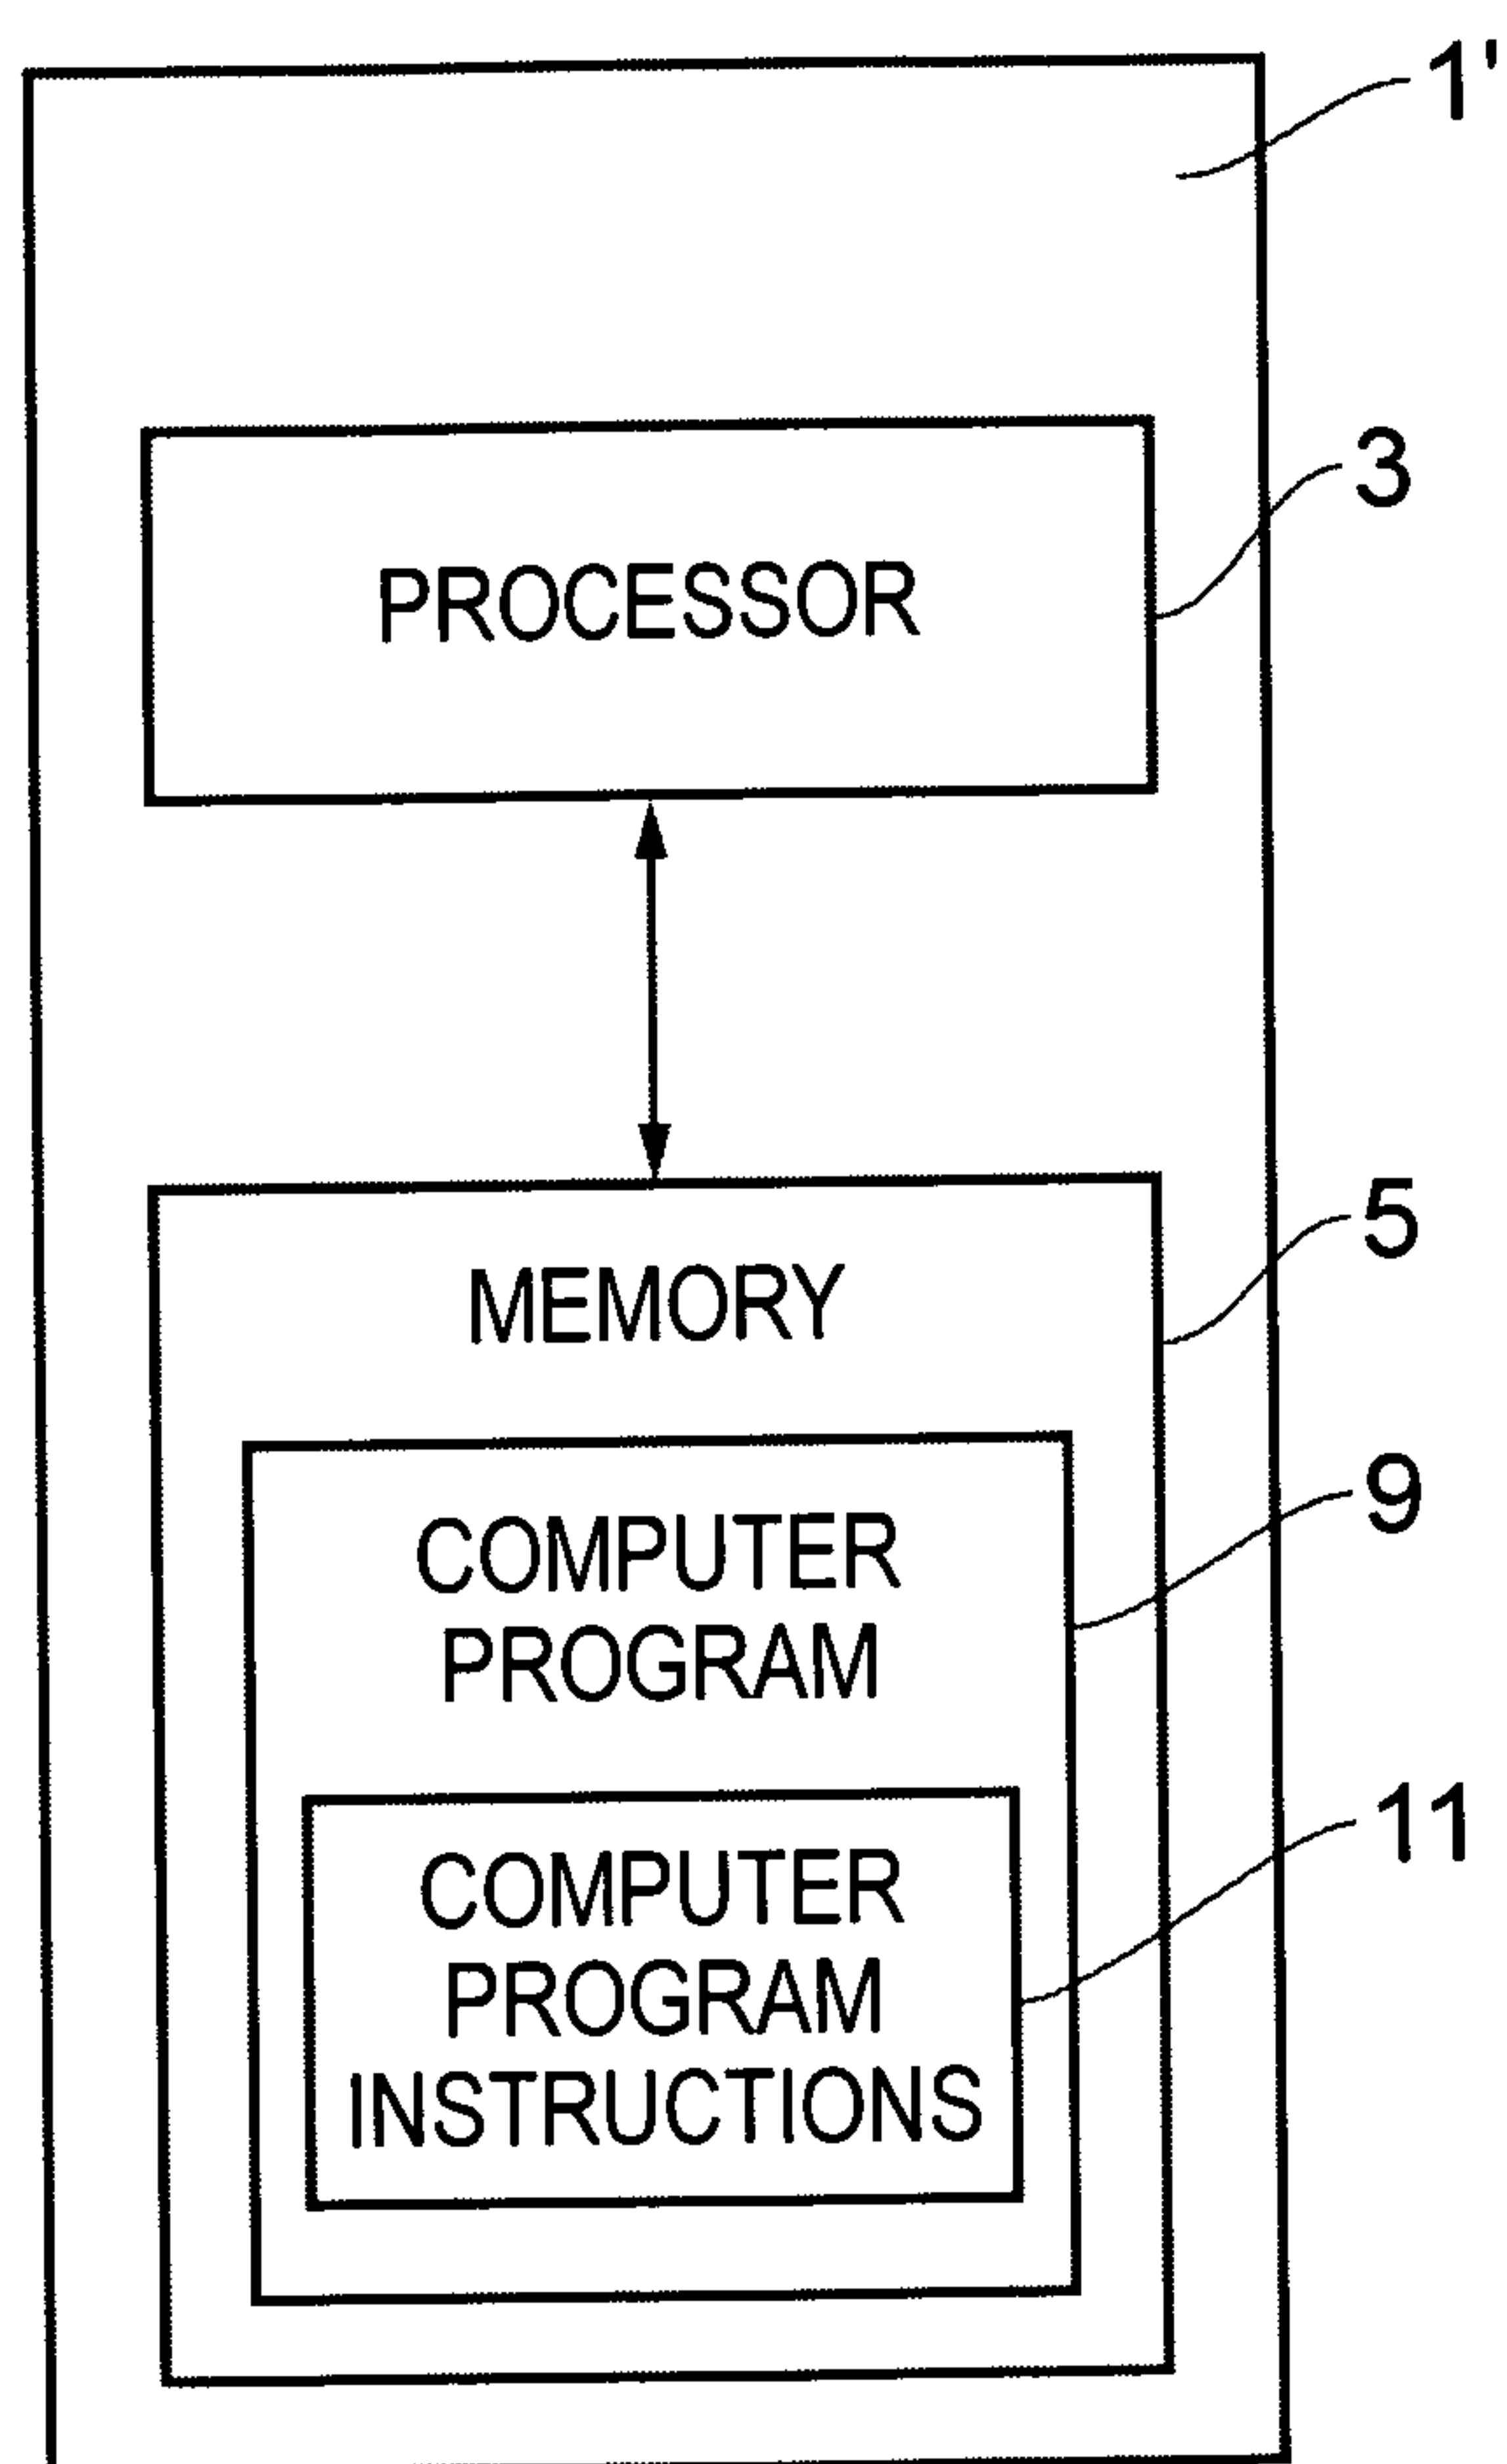 1'
3
PROCESSOR
5
MEMORY
9
COMPUTER
PROGRAM
11
COMPUTER
PROGRAM
INSTRUCTIONS